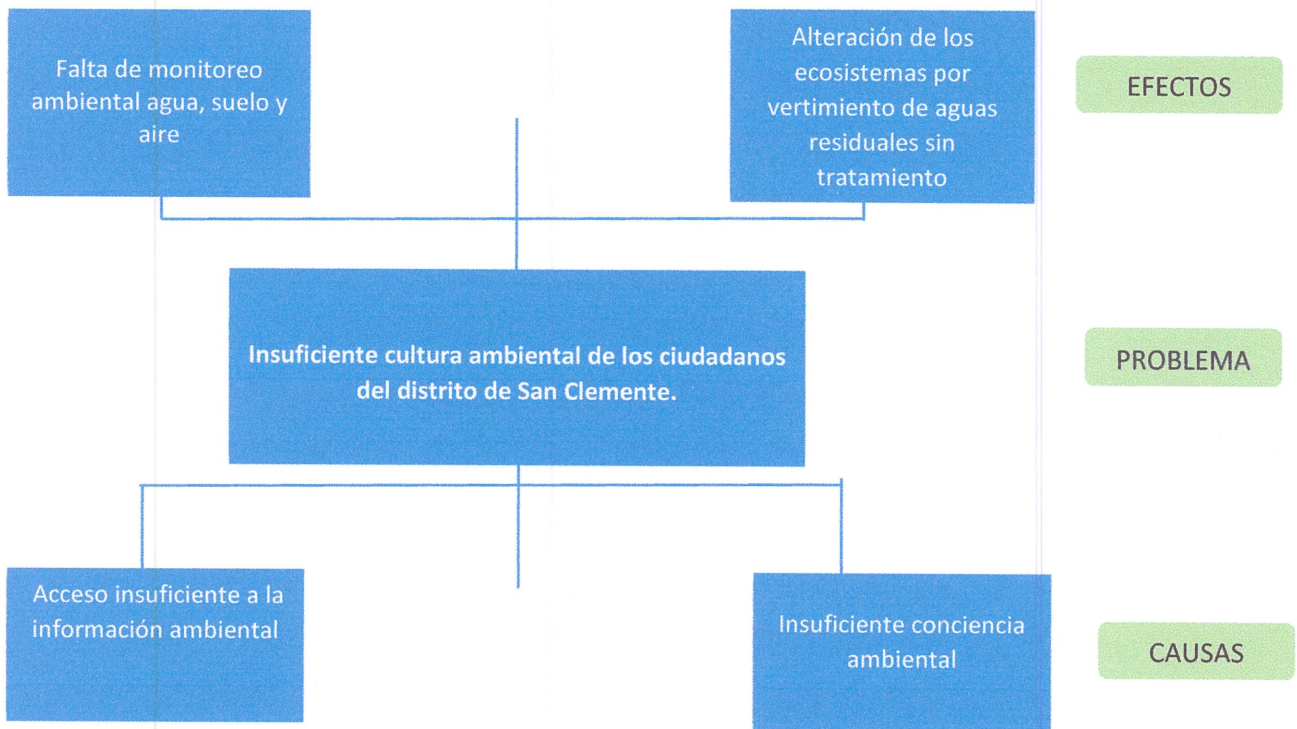 Falta de monitoreo
ambiental agua, suelo y
aire
Alteración de los
ecosistemas por
vertimiento de aguas
residuales sin
tratamiento
EFECTOS
Insuficiente cultura ambiental de los ciudadanos
del distrito de San Clemente.
PROBLEMA
Acceso insuficiente a la
información ambiental
Insuficiente conciencia
ambiental
CAUSAS